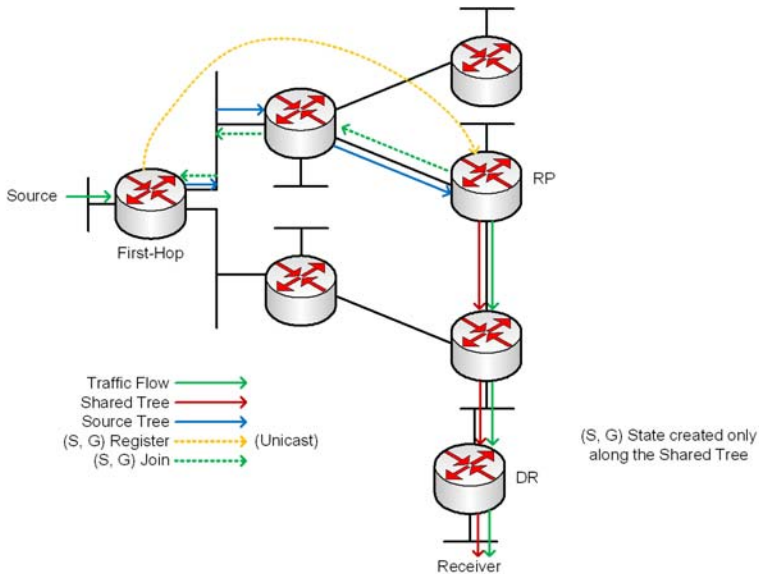 RP
Source
First-Hop
Traffic Flow
Shared Tree
Source Tree
(S, G) Register
(Unicast)
(S, G) Join
(S, G) State created only
along the Shared Tree
DR
Receiver